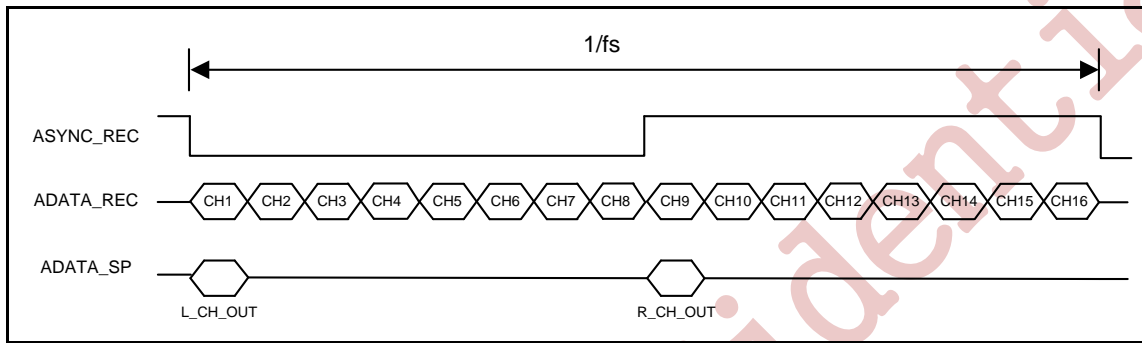 1/fs
ASYNC_REC
ADATA_REC CH1 CH2 CH3 CH4 CH5 CH6 CH7 CH8 CH9 CH10 CH11 CH12 CH13 CH14 CH15 CH16
ADATA_SP
L_CH_OUT R_CH_OUT
identi